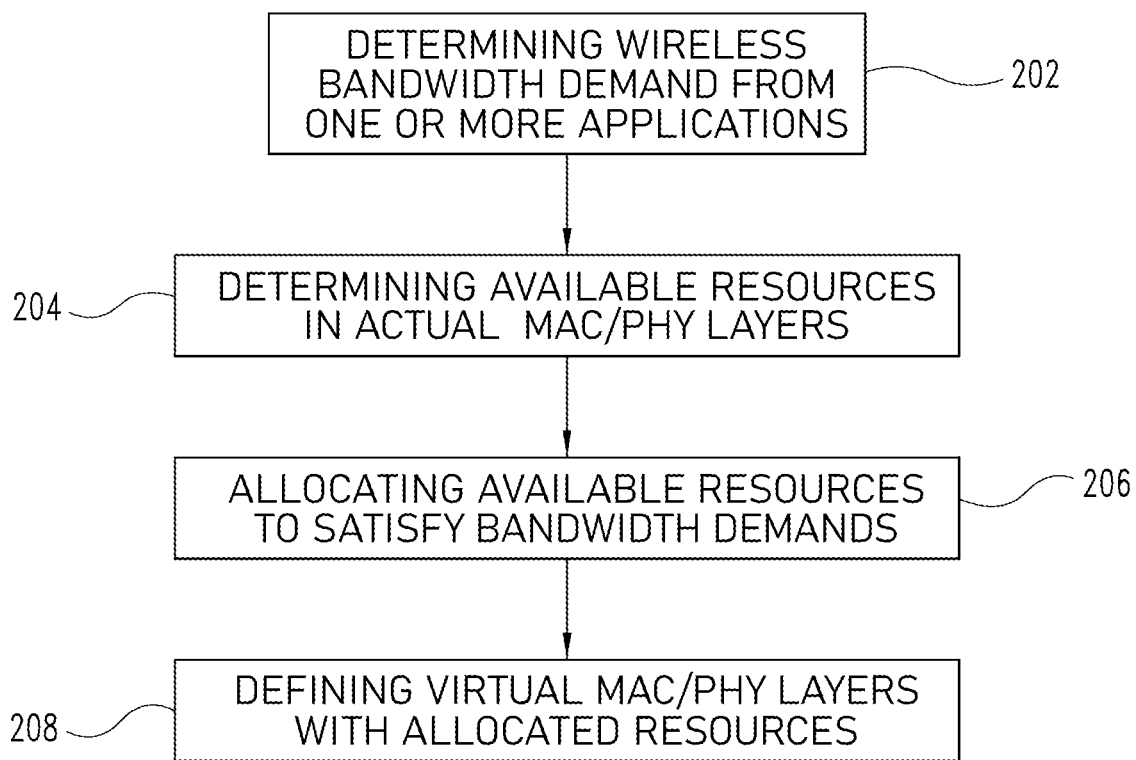 DETERMINING WIRELESS
BANDWIDTH DEMAND FROM
ONE OR MORE APPLICATIONS
202
DETERMINING AVAILABLE RESOURCES
IN ACTUAL MAC/PHY LAYERS
204
ALLOCATING AVAILABLE RESOURCES
TO SATISFY BANDWIDTH DEMANDS
206
DEFINING VIRTUAL MAC/PHY LAYERS
WITH ALLOCATED RESOURCES
208